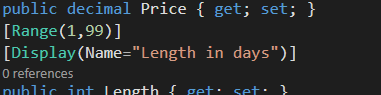 public decimal Price { get; set; }
[Range(1,99)]
[Display(Name="Length in days")]
0 references
public int Length { get; set; }